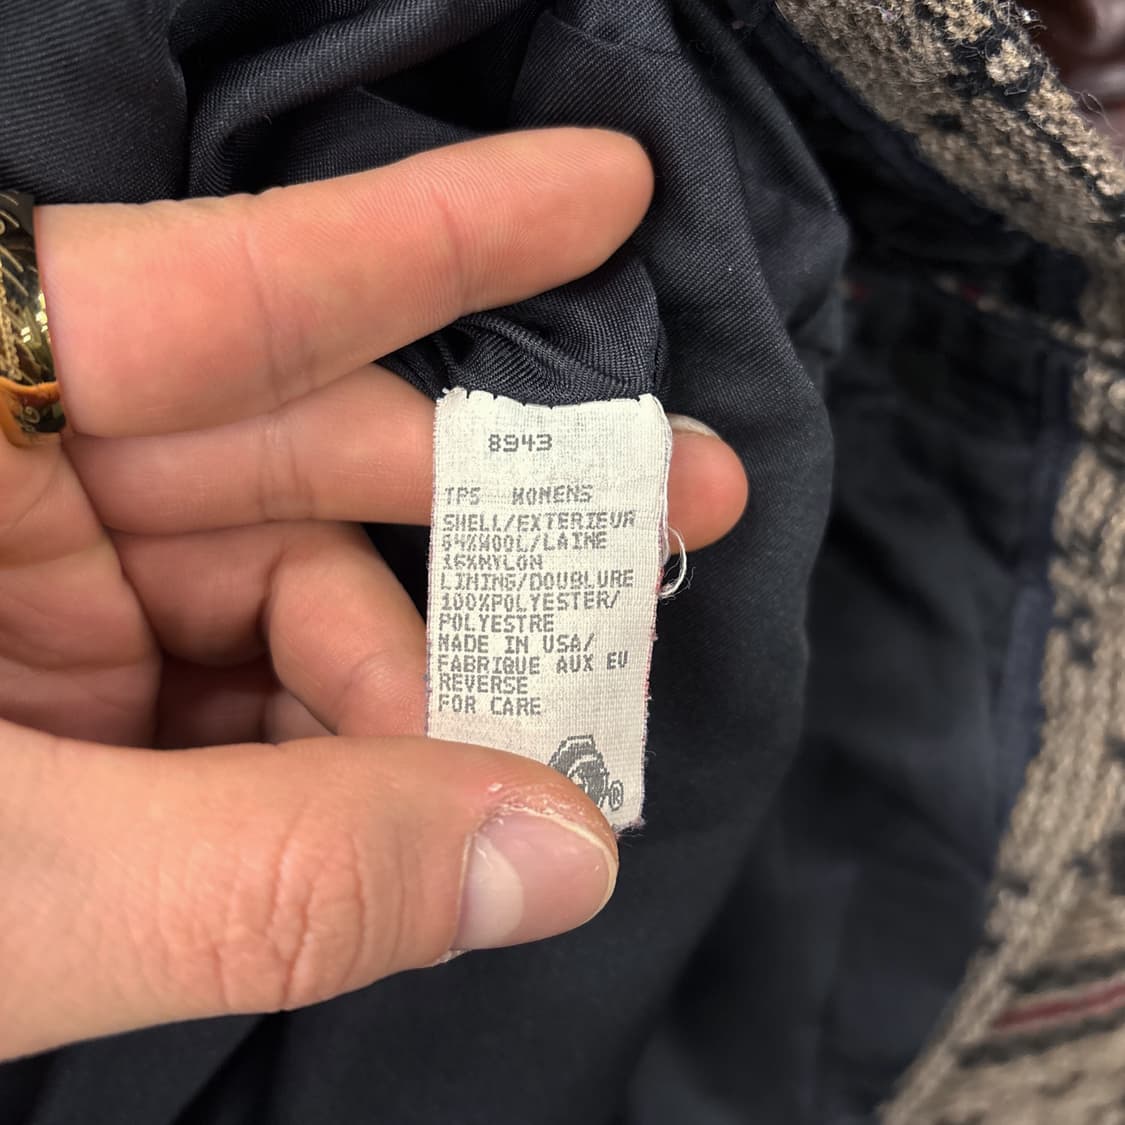 8943
TPS WOMENS
SHELL/EXTERIEUR
84%WOOL/LAINE
16%NYLON
LINING/DOUBLURE
100%POLYESTER/
POLYESTRE
MADE IN USA/
FABRIQUE AUX EU
REVERSE
FOR CARE
®